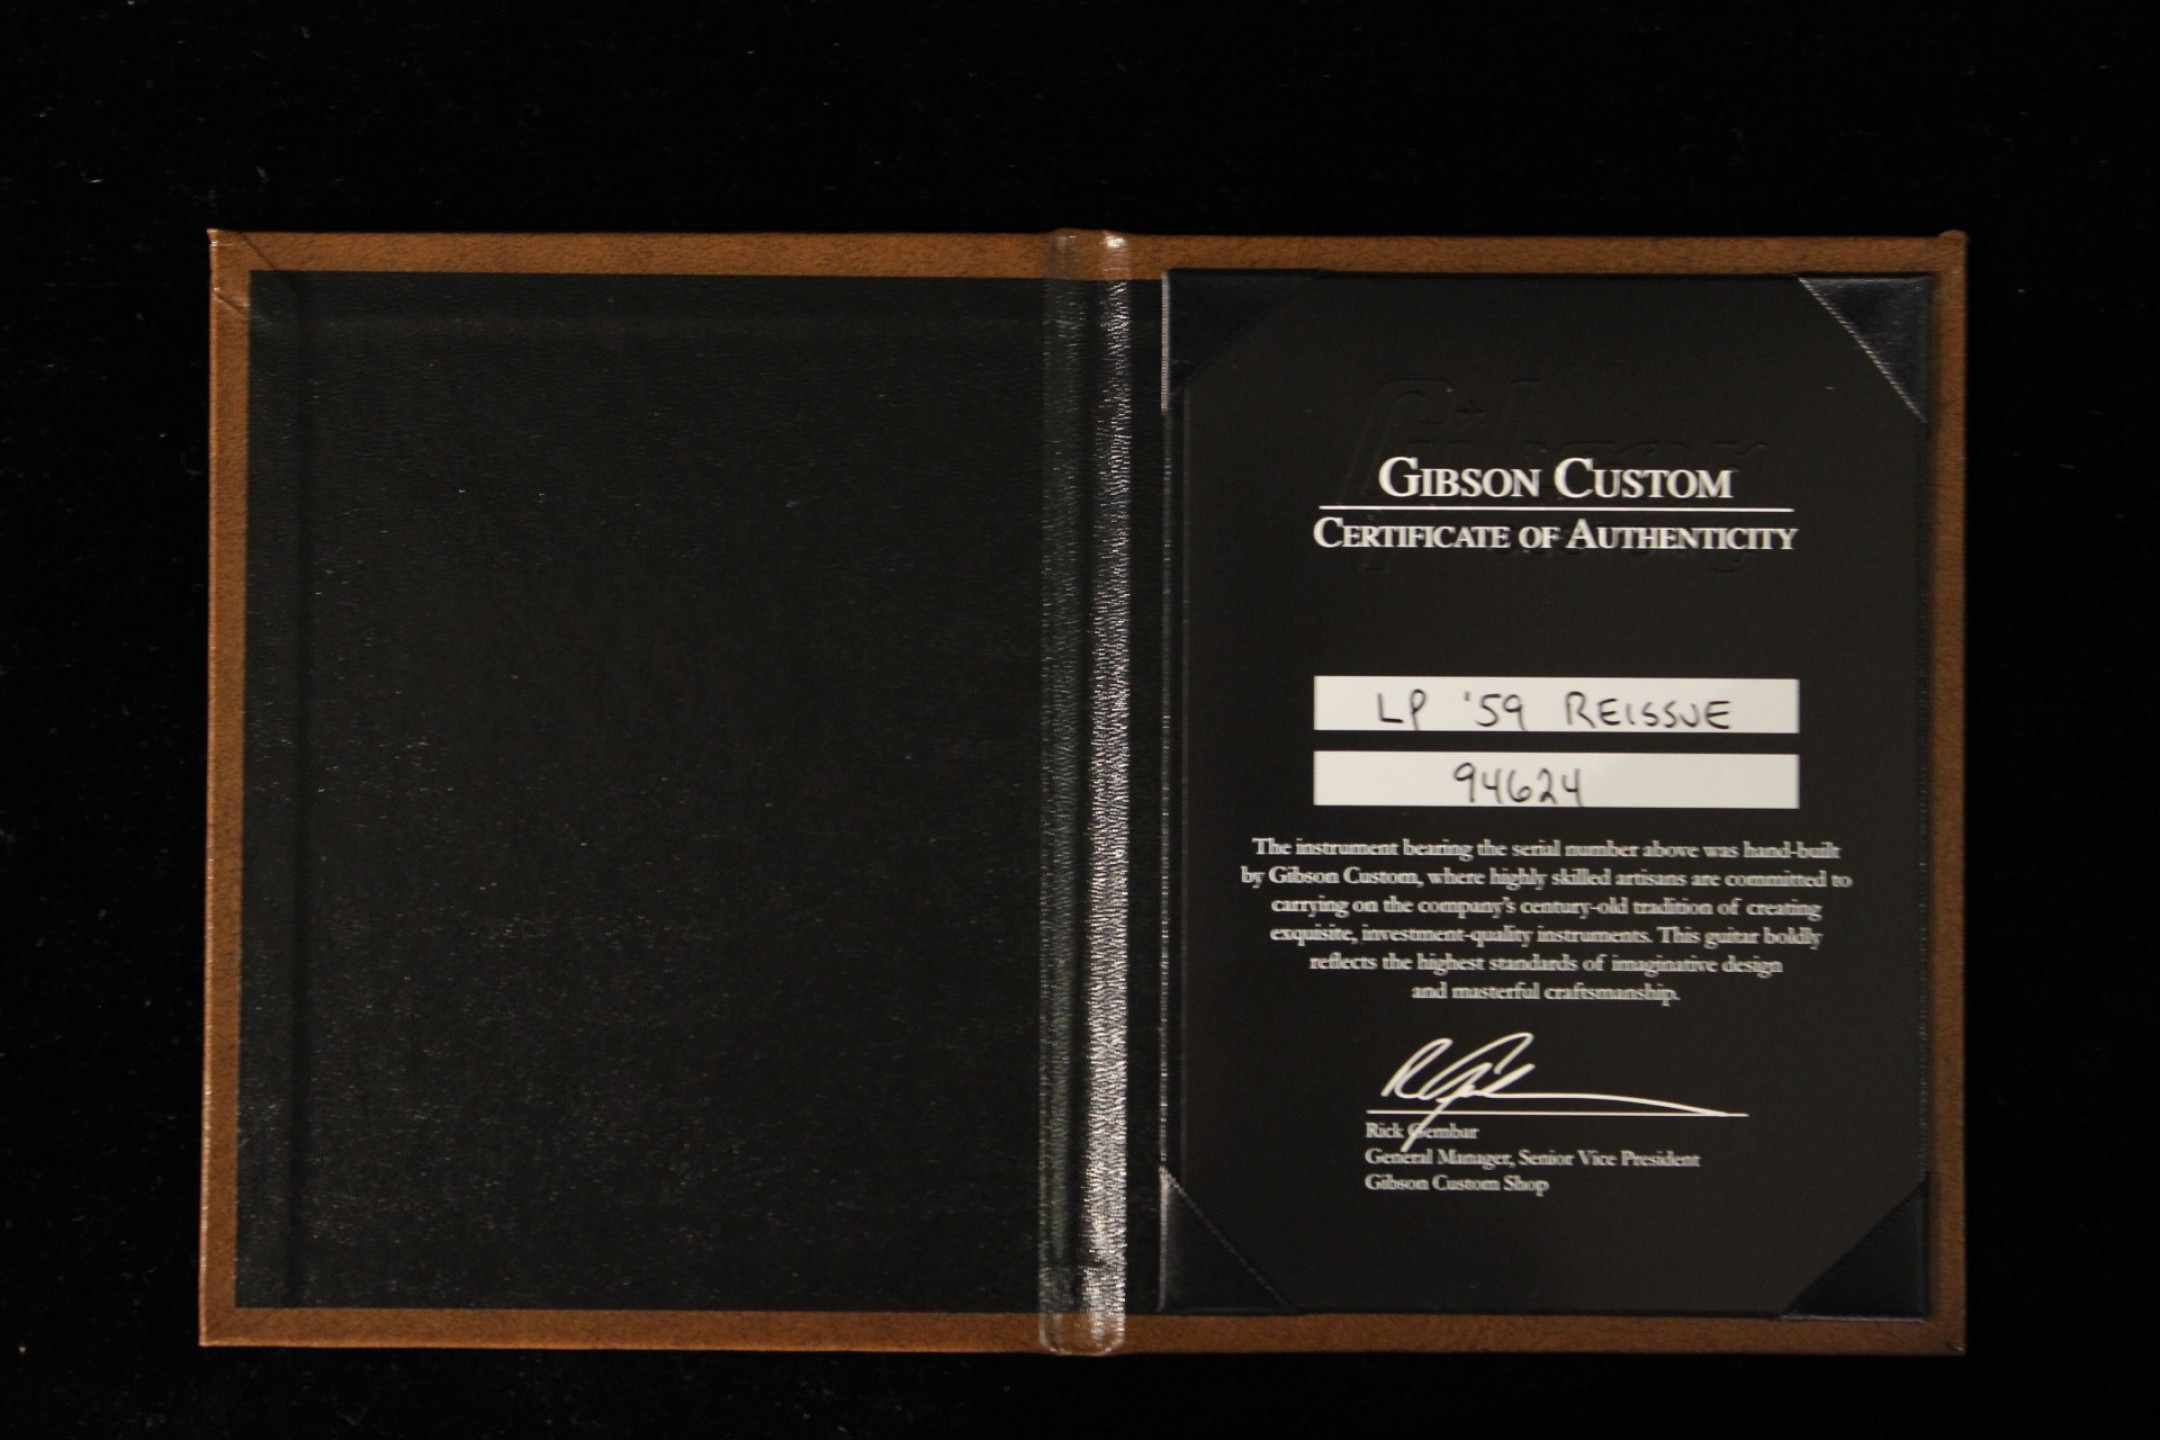 Gibson
GIBSON CUSTOM
CERTIFICATE OF AUTHENTICITY
LP '59 REISSUE
94624
The instrument bearing the serial number above was hand-built
by Gibson Custom, where highly skilled artisans are committed to
carrying on the company's century-old tradition of creating
exquisite, investment-quality instruments. This guitar boldly
reflects the highest standards of imaginative design
and masterful craftsmanship.
Rick Gembar
General Manager, Senior Vice President
Gibson Custom Shop